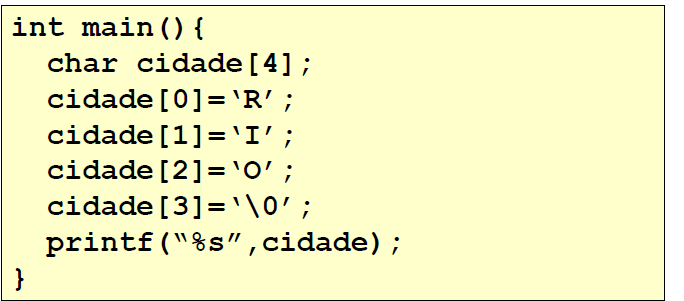 int main(){
char cidade[4];
cidade[0]=‘R’;
cidade[1]=‘I’;
cidade[2]=‘O’;
cidade[3]=‘\0’;
printf(“%s”,cidade);
}